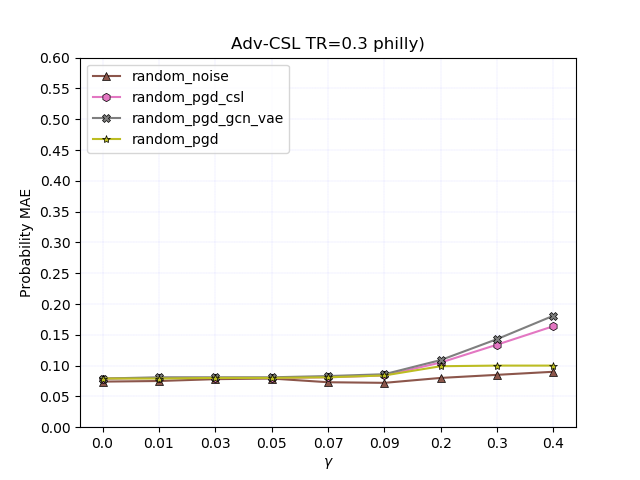 Adv-CSL TR=0.3 philly)
random_noise
random_pgd_csl
random_pgd_gcn_vae
random_pgd
Probability MAE
0.60
0.55
0.50
0.45
0.40
0.35
0.30
0.25
0.20
0.15
0.10
0.05
0.00
0.0 0.01 0.03 0.05 0.07 0.09 0.2 0.3 0.4
γ